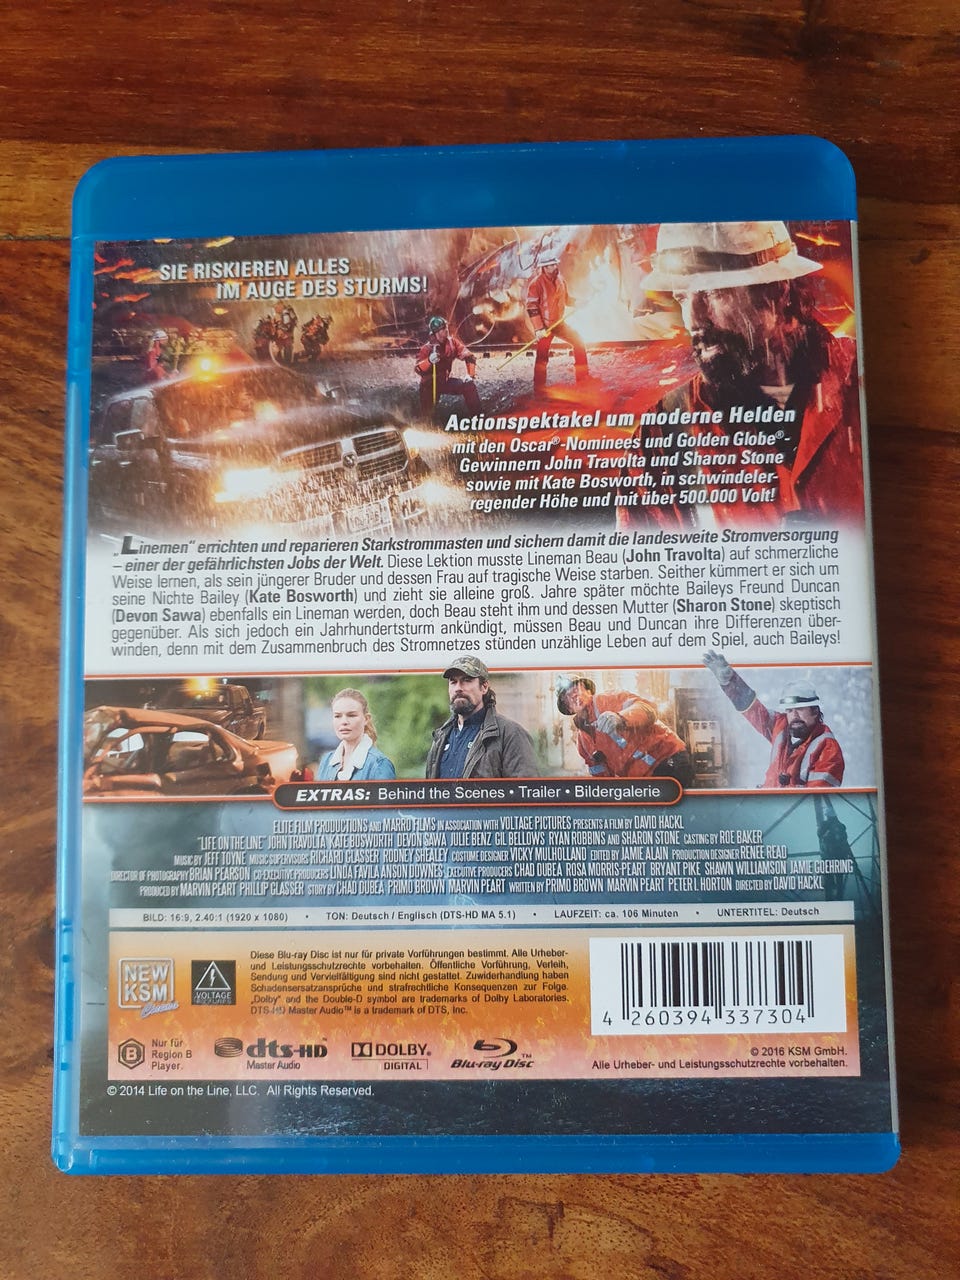 SIE RISKIEREN ALLES
IM AUGE DES STURMS!
Actionspektakel um moderne Helden
mit den Oscar®-Nominees und Golden Globe®-
Gewinnern John Travolta und Sharon Stone
sowie mit Kate Bosworth, in schwindeler-
regender Höhe und mit über 500.000 Volt!
„Linemen“ errichten und reparieren Starkstrommasten und sichern damit die landesweite Stromversorgung
– einer der gefährlichsten Jobs der Welt. Diese Lektion musste Lineman Beau (John Travolta) auf schmerzliche
Weise lernen, als sein jüngerer Bruder und dessen Frau auf tragische Weise starben. Seither kümmert er sich um
seine Nichte Bailey (Kate Bosworth) und zieht sie alleine groß. Jahre später möchte Baileys Freund Duncan
(Devon Sawa) ebenfalls ein Lineman werden, doch Beau steht ihm und dessen Mutter (Sharon Stone) skeptisch
gegenüber. Als sich jedoch ein Jahrhundertsturm ankündigt, müssen Beau und Duncan ihre Differenzen über-
winden, denn mit dem Zusammenbruch des Stromnetzes stünden unzählige Leben auf dem Spiel, auch Baileys!
EXTRAS: Behind the Scenes • Trailer • Bildergalerie
ELITE FILM PRODUCTIONS AND MARRO FILMS IN ASSOCIATION WITH VOLTAGE PICTURES PRESENTS A FILM BY DAVID HACKL
"LIFE ON THE LINE" JOHN TRAVOLTA KATE BOSWORTH DEVON SAWA JULIE BENZ GIL BELLOWS RYAN ROBBINS AND SHARON STONE CASTING BY ROE BAKER
MUSIC BY JEFF TOYNE MUSIC SUPERVISORS RICHARD GLASSER RODNEY SHEALEY COSTUME DESIGNER VICKY MULHOLLAND EDITED BY JAMIE ALAIN PRODUCTION DESIGNER RENEE READ
DIRECTOR OF PHOTOGRAPHY BRIAN PEARSON CO-EXECUTIVE PRODUCERS LINDA FAVILA ANSON DOWNES EXECUTIVE PRODUCERS CHAD DUBEA ROSA MORRIS-PEART BRYANT PIKE SHAWN WILLIAMSON JAMIE GOEHRING
PRODUCED BY MARVIN PEART PHILLIP GLASSER STORY BY CHAD DUBEA PRIMO BROWN MARVIN PEART WRITTEN BY PRIMO BROWN MARVIN PEART PETER I. HORTON DIRECTED BY DAVID HACKL
BILD: 16:9, 2.40:1 (1920 x 1080) • TON: Deutsch / Englisch (DTS-HD MA 5.1) • LAUFZEIT: ca. 106 Minuten • UNTERTITEL: Deutsch
NEW
KSM
Cinema
VOLTAGE
PICTURES
Diese Blu-ray Disc ist nur für private Vorführungen bestimmt. Alle Urheber-
und Leistungsschutzrechte vorbehalten. Öffentliche Vorführung, Verleih,
Sendung und Vervielfältigung sind nicht gestattet. Zuwiderhandlung haben
Schadensersatzansprüche und strafrechtliche Konsequenzen zur Folge.
„Dolby“ and the Double-D symbol are trademarks of Dolby Laboratories.
DTS-HD Master Audio™ is a trademark of DTS, Inc.
4 260394 337304
B
Nur für
Region B
Player.
dts-HD
Master Audio
DOLBY®
DIGITAL
Blu-ray Disc
© 2016 KSM GmbH.
Alle Urheber- und Leistungsschutzrechte vorbehalten.
© 2014 Life on the Line, LLC. All Rights Reserved.